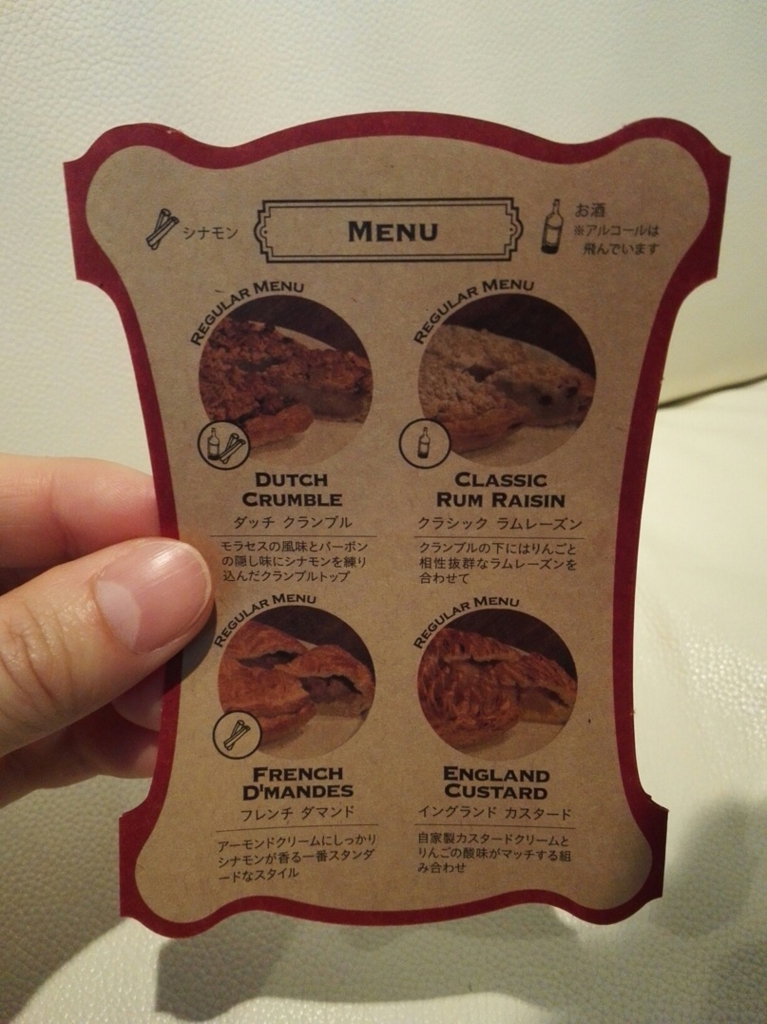 シナモン
MENU
お酒
※アルコールは
飛んでいます
REGULAR MENU
DUTCH
CRUMBLE
ダッチ クランブル
モラセスの風味とバーボン
の隠し味にシナモンを練り
込んだクランブルトップ
REGULAR MENU
CLASSIC
RUM RAISIN
クラシック ラムレーズン
クランブルの下にはりんごと
相性抜群なラムレーズンを
合わせて
REGULAR MENU
FRENCH
D'MANDES
フレンチ ダマンド
アーモンドクリームにしっかり
シナモンが香る一番スタンダ
ードなスタイル
REGULAR MENU
ENGLAND
CUSTARD
イングランド カスタード
自家製カスタードクリームと
りんごの酸味がマッチする組
み合わせ